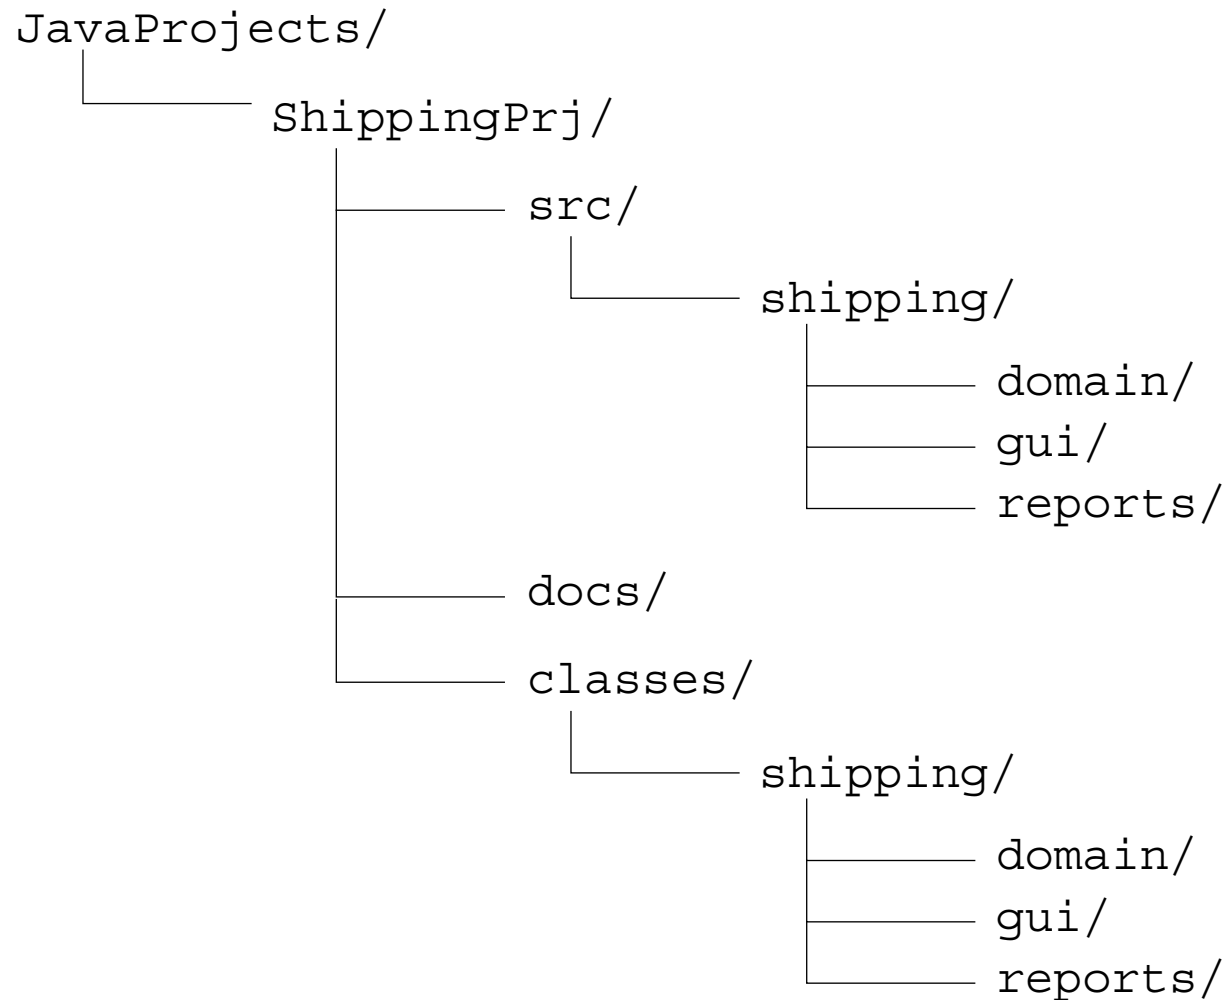 JavaProjects/
ShippingPrj/
src/
shipping/
domain/
gui/
reports/
docs/
classes/
shipping/
domain/
gui/
reports/